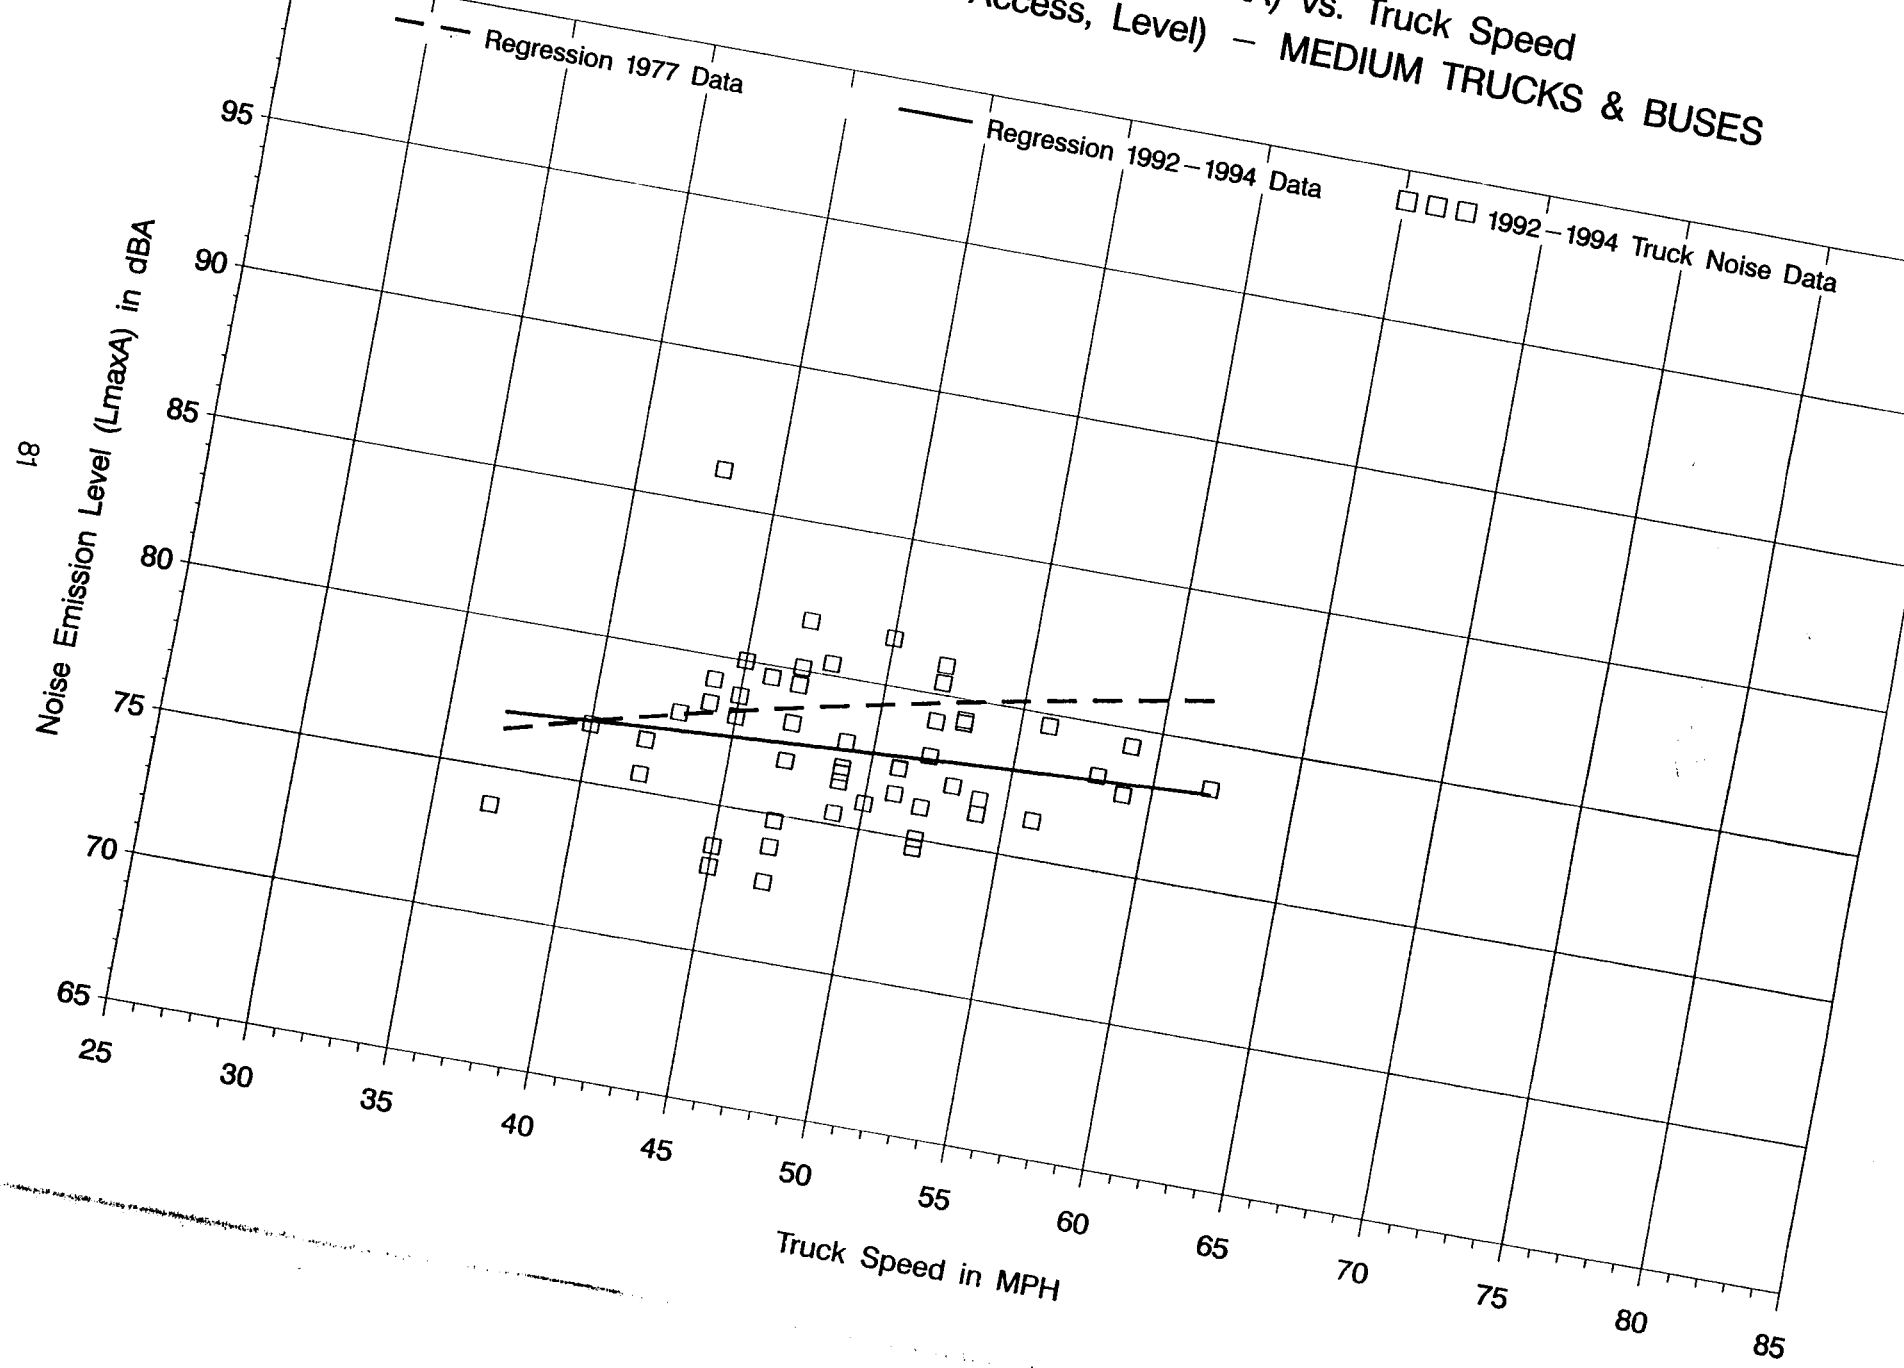 vs. Truck Speed
Access, Level) – MEDIUM TRUCKS & BUSES
Regression 1977 Data
Regression 1992–1994 Data
1992–1994 Truck Noise Data
Noise Emission Level (LmaxA) in dBA
95
90
85
80
75
70
65
25 30 35 40 45 50 55 60 65 70 75 80 85
Truck Speed in MPH
81